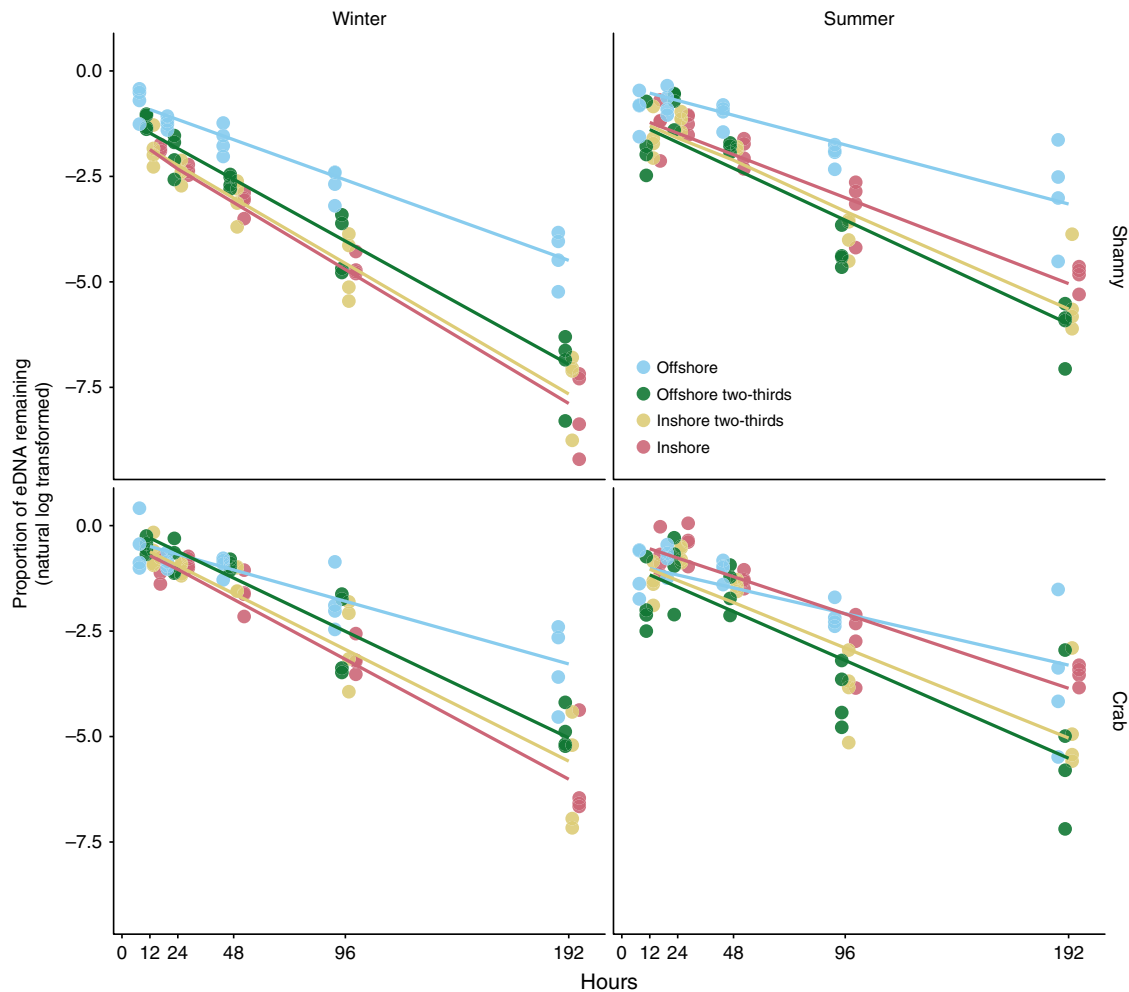 Winter
Summer
0.0
−2.5
−5.0
−7.5
Shanny
Offshore
Offshore two-thirds
Inshore two-thirds
Inshore
Proportion of eDNA remaining
(natural log transformed)
0.0
−2.5
−5.0
−7.5
Crab
0 12 24 48 96 192
0 12 24 48 96 192
Hours